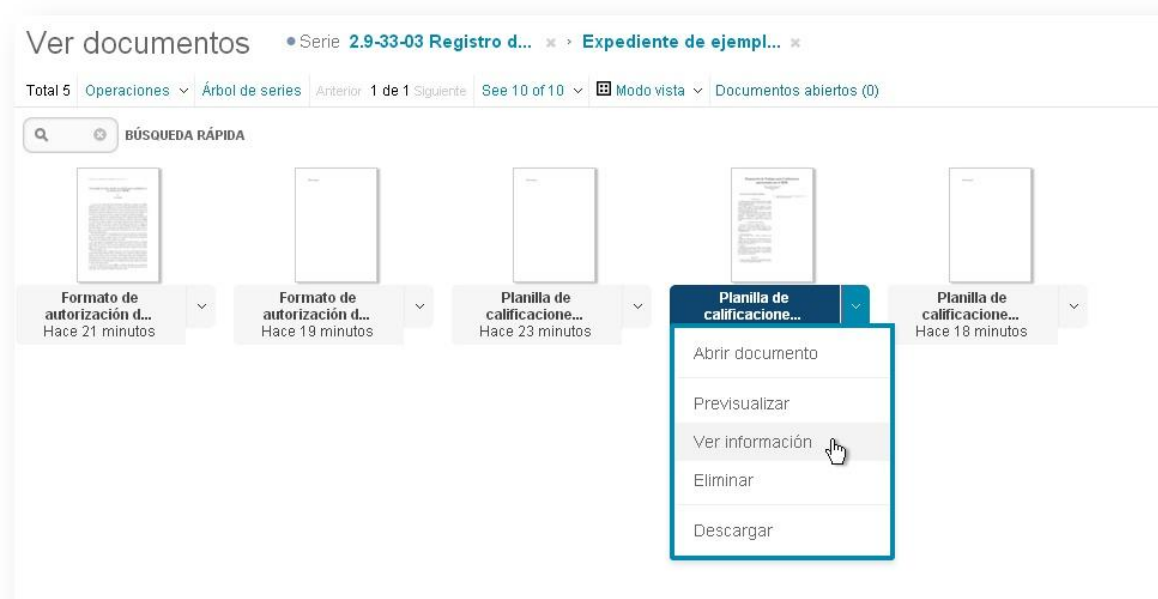 Ver documentos • Serie 2.9-33-03 Registro d... × › Expediente de ejempl... ×
Total 5 Operaciones Árbol de series Anterior 1 de 1 Siguiente See 10 of 10 Modo vista Documentos abiertos (0)
BÚSQUEDA RÁPIDA
Formato de
autorización d...
Hace 21 minutos
Formato de
autorización d...
Hace 19 minutos
Planilla de
calificacione...
Hace 23 minutos
Planilla de
calificacione...
Planilla de
calificacione...
Hace 18 minutos
Abrir documento
Previsualizar
Ver información
Eliminar
Descargar